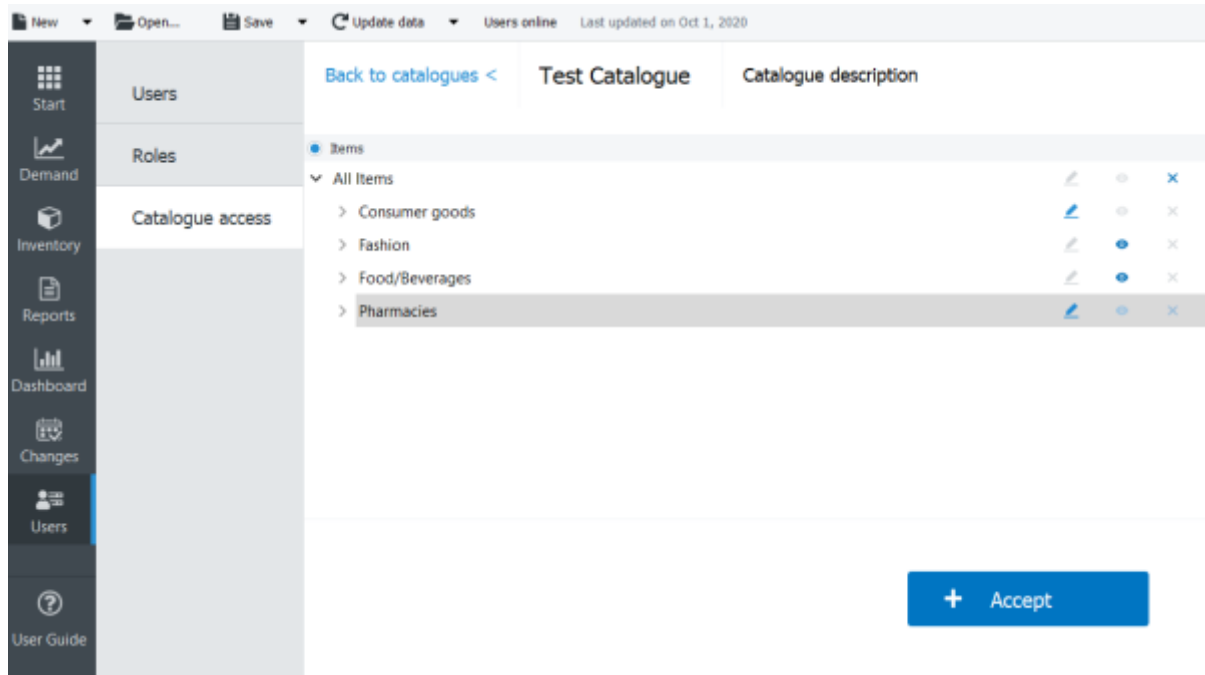 New Open... Save Update data Users online Last updated on Oct 1, 2020
Start
Demand
Inventory
Reports
Dashboard
Changes
Users
User Guide
Users
Roles
Catalogue access
Back to catalogues < Test Catalogue Catalogue description
Items
All Items
Consumer goods
Fashion
Food/Beverages
Pharmacies
+ Accept